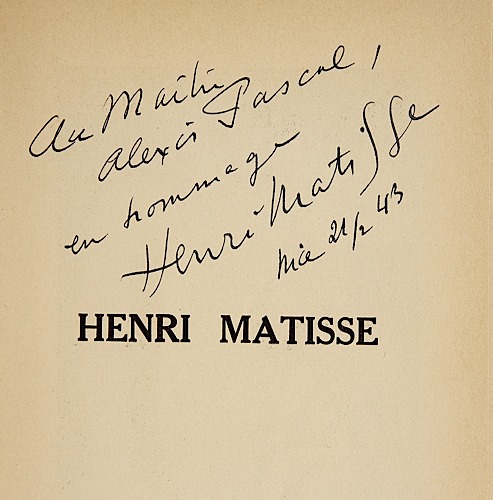 Au Maître
Alexis Pascal,
en hommage
Henri Matisse
Nice 21/2 43
HENRI MATISSE